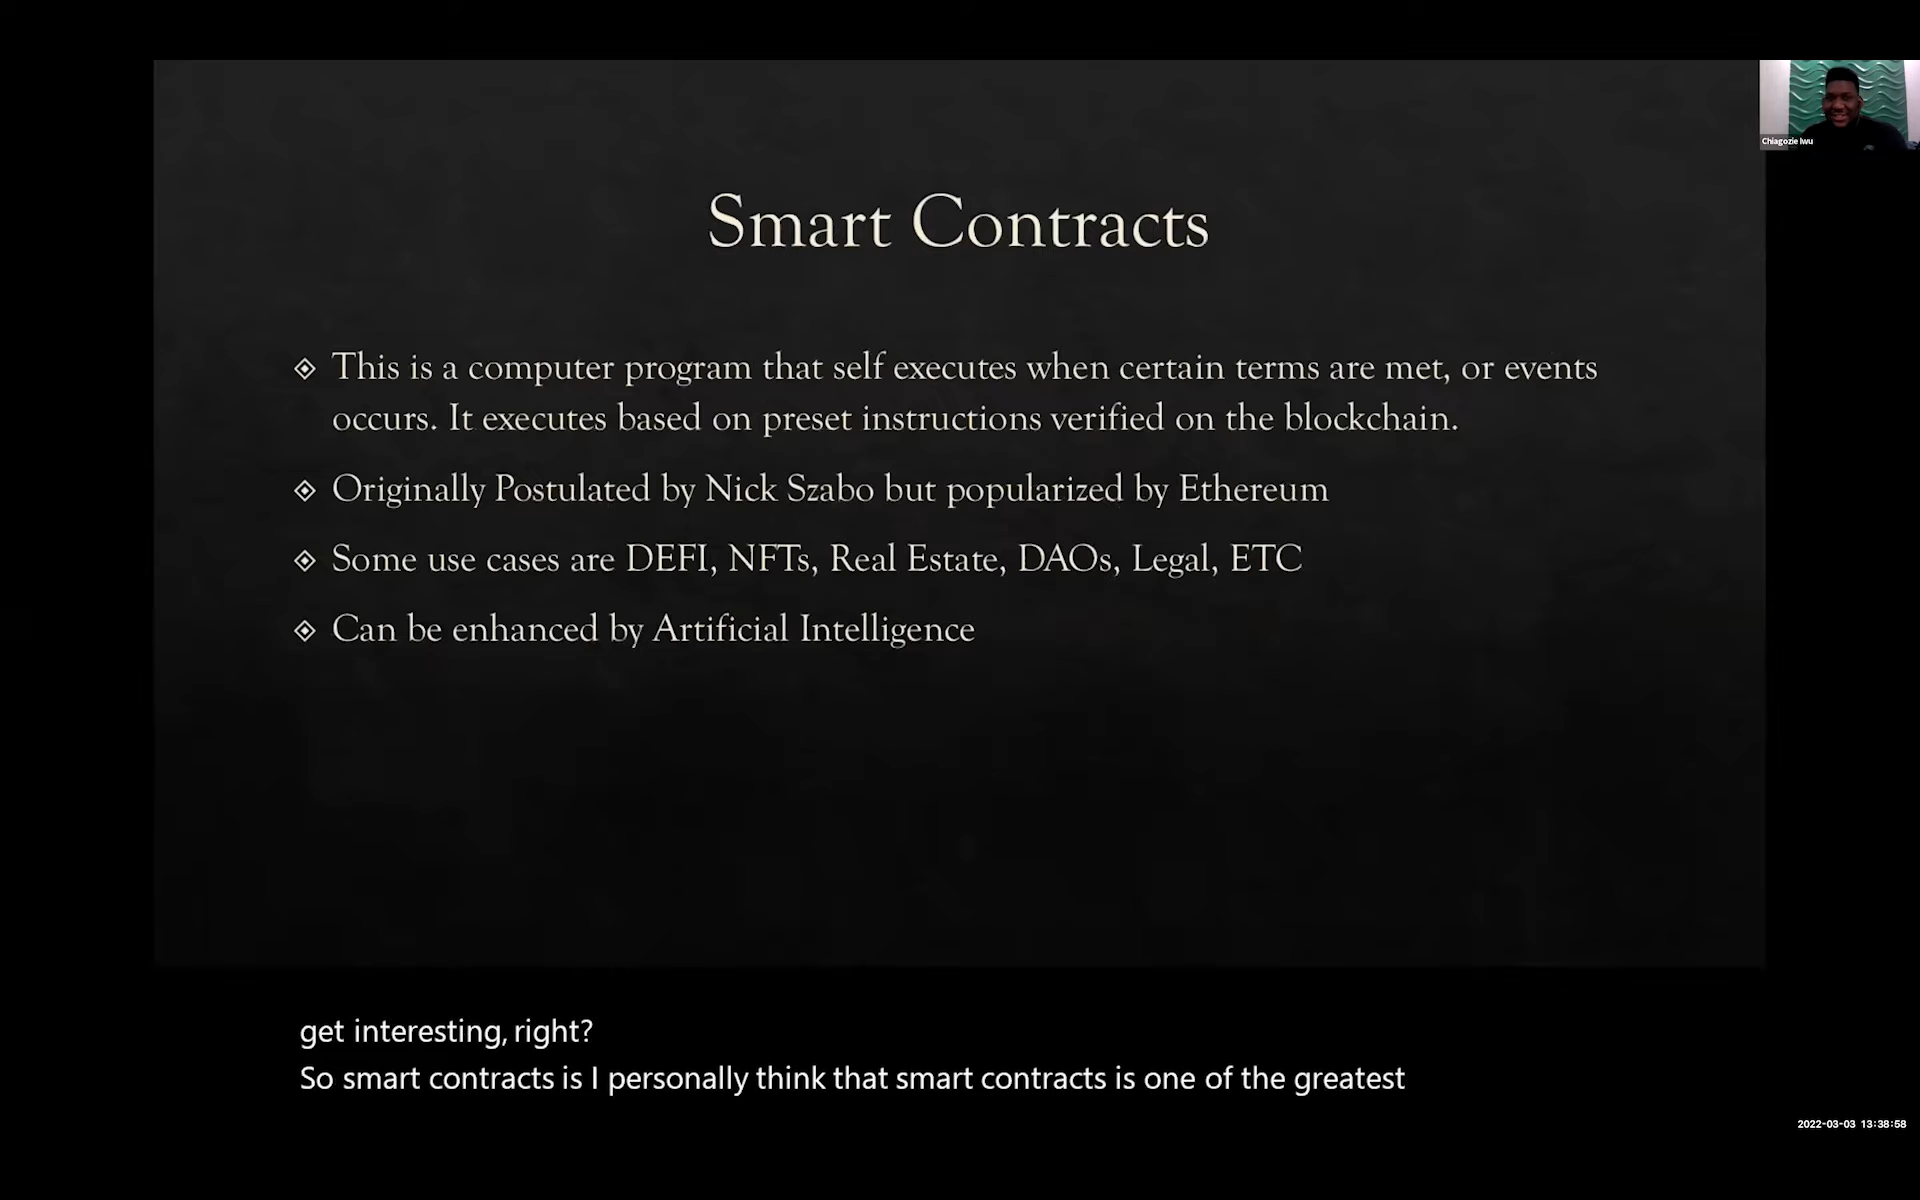 Chiagozie Iwu
Smart Contracts
This is a computer program that self executes when certain terms are met, or events
occurs. It executes based on preset instructions verified on the blockchain.
Originally Postulated by Nick Szabo but popularized by Ethereum
Some use cases are DEFI, NFTs, Real Estate, DAOs, Legal, ETC
Can be enhanced by Artificial Intelligence
get interesting, right?
So smart contracts is I personally think that smart contracts is one of the greatest
2022-03-03 13:38:58